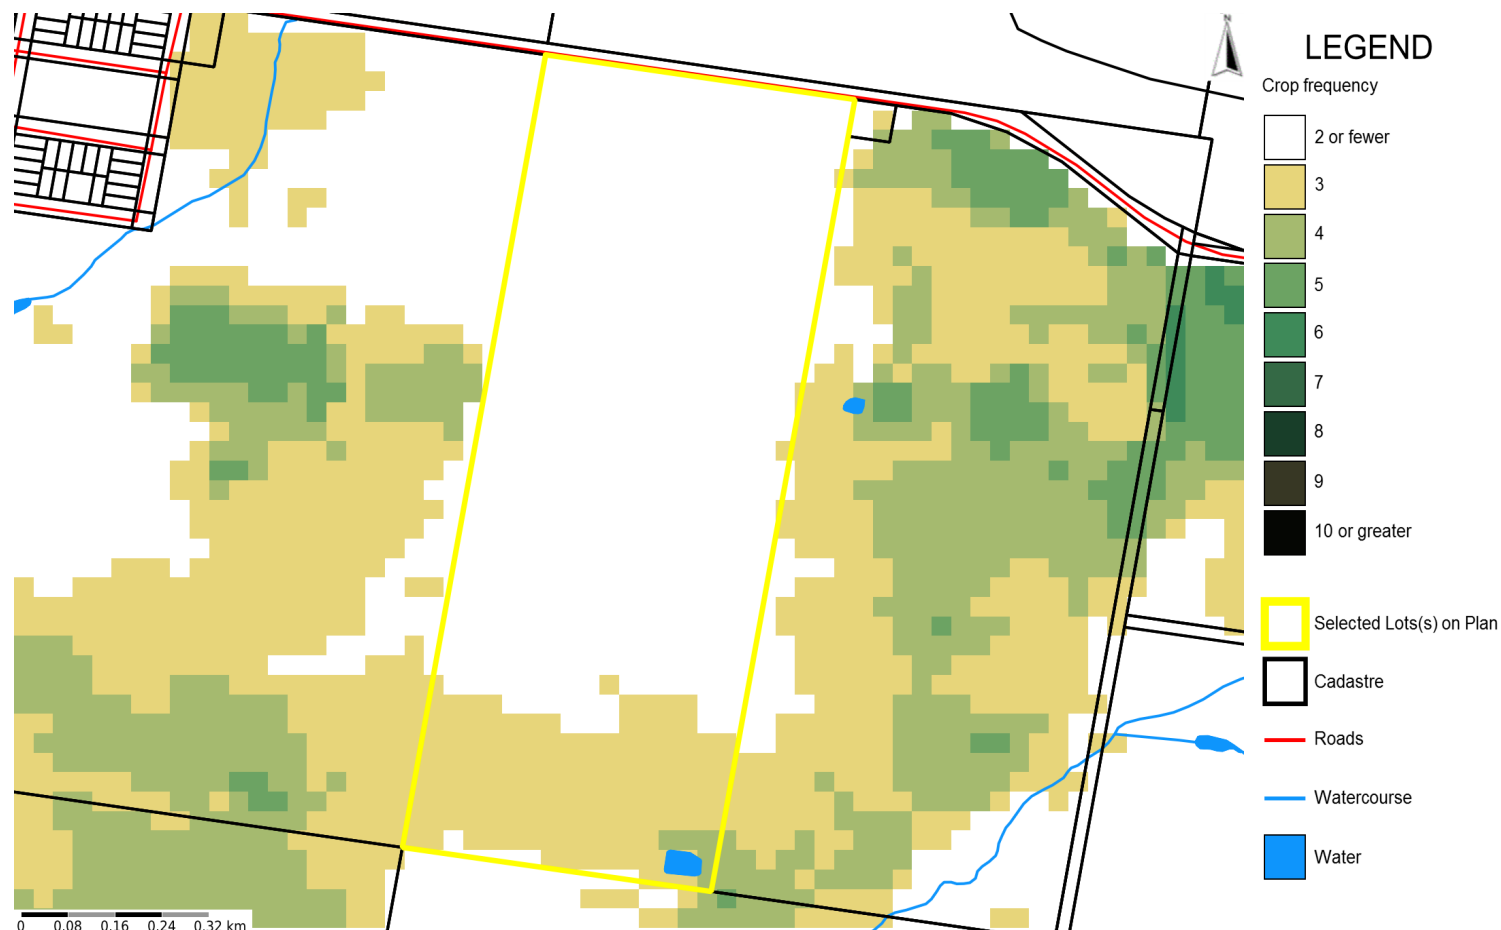 N
LEGEND
Crop frequency
2 or fewer
3
4
5
6
7
8
9
10 or greater
Selected Lots(s) on Plan
Cadastre
Roads
Watercourse
Water
0 0.08 0.16 0.24 0.32 km